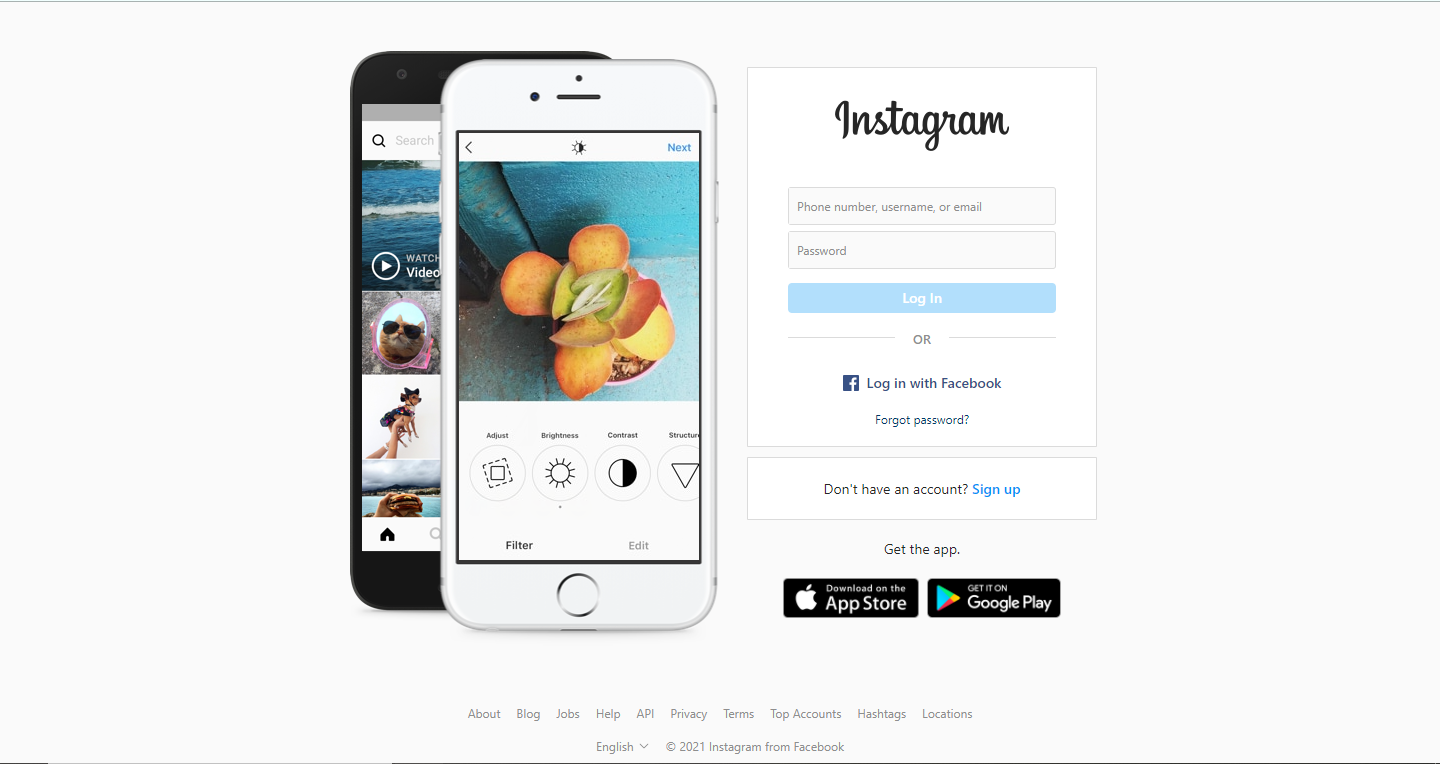 Search
WATCH
Video
Next
Adjust
Brightness
Contrast
Structure
Filter
Edit
Instagram
Phone number, username, or email
Password
Log In
OR
Log in with Facebook
Forgot password?
Don't have an account? Sign up
Get the app.
Download on the
App Store
GET IT ON
Google Play
About Blog Jobs Help API Privacy Terms Top Accounts Hashtags Locations
English © 2021 Instagram from Facebook